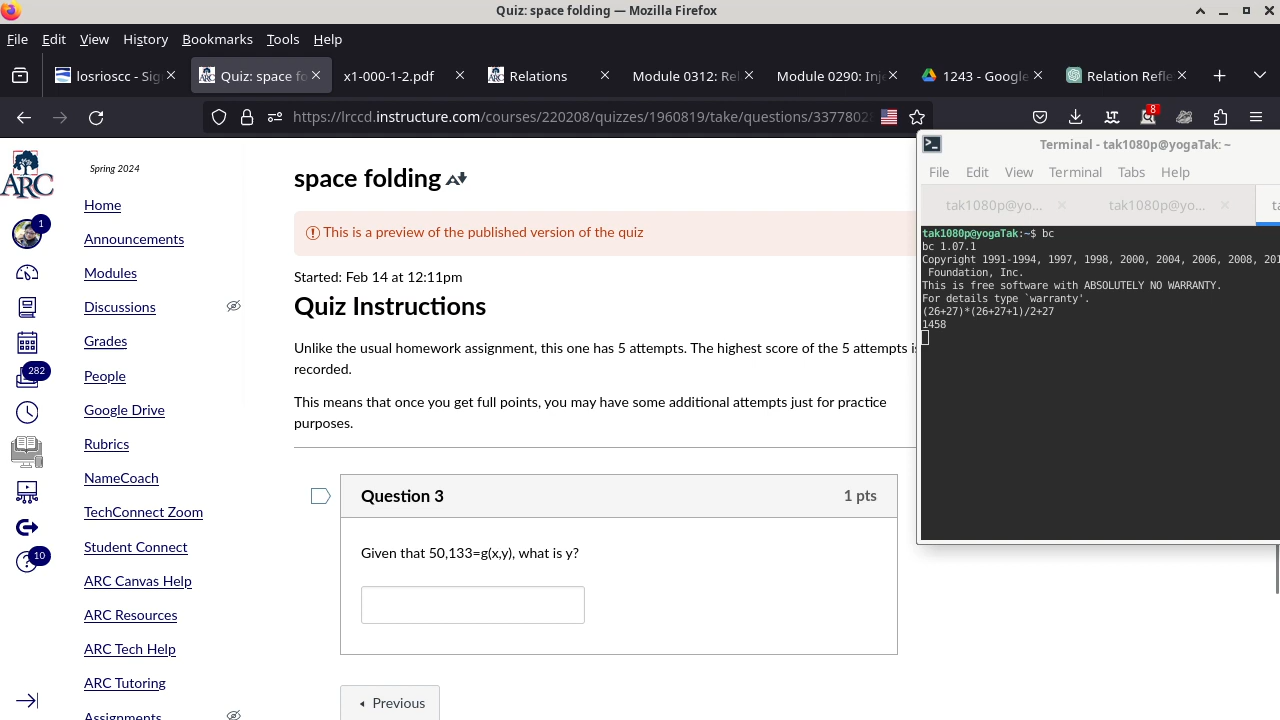 Quiz: space folding — Mozilla Firefox
File Edit View History Bookmarks Tools Help
losrioscc - Sig
Quiz: space fo
x1-000-1-2.pdf
Relations
Module 0312: Rel
Module 0290: Inj
1243 - Google
Relation Refle
https://lrccd.instructure.com/courses/220208/quizzes/1960819/take/questions/3377802
8
ARC
Spring 2024
1
282
10
Home
Announcements
Modules
Discussions
Grades
People
Google Drive
Rubrics
NameCoach
TechConnect Zoom
Student Connect
ARC Canvas Help
ARC Resources
ARC Tech Help
ARC Tutoring
Assignments
space folding
This is a preview of the published version of the quiz
Started: Feb 14 at 12:11pm
Quiz Instructions
Unlike the usual homework assignment, this one has 5 attempts. The highest score of the 5 attempts is
recorded.
This means that once you get full points, you may have some additional attempts just for practice
purposes.
Question 3 1 pts
Given that 50,133=g(x,y), what is y?
Previous
Terminal - tak1080p@yogaTak: ~
File Edit View Terminal Tabs Help
tak1080p@yo...
tak1080p@yo...
ta
tak1080p@yogaTak:~$ bc
bc 1.07.1
Copyright 1991-1994, 1997, 1998, 2000, 2004, 2006, 2008, 201
Foundation, Inc.
This is free software with ABSOLUTELY NO WARRANTY.
For details type `warranty'.
(26+27)*(26+27+1)/2+27
1458